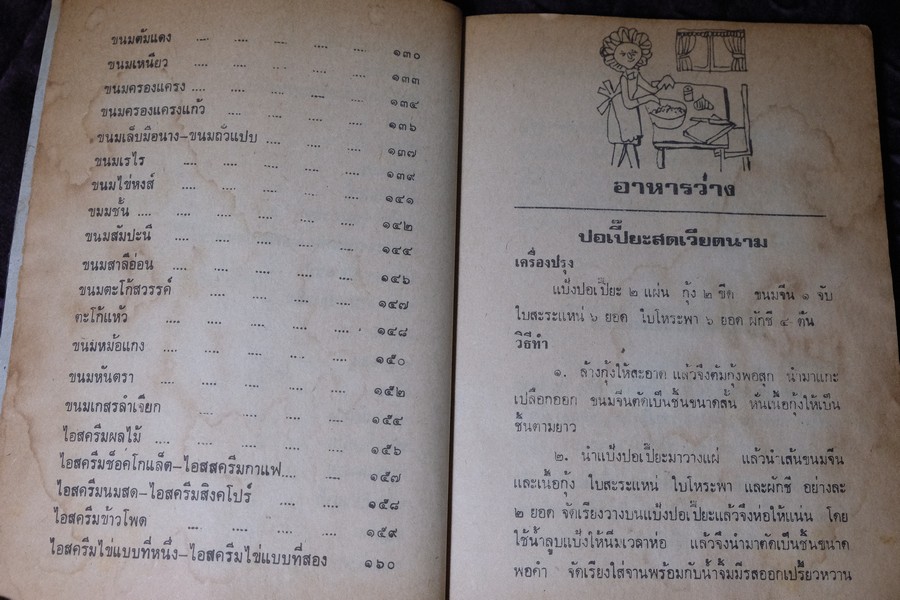 ขนมต้มแดง .... .... .... .... .... ๑๓๐
ขนมเหนียว .... .... .... .... .... ๑๓๓
ขนมครองแครง .... .... .... .... .... ๑๓๔
ขนมครองแครงแก้ว .... .... .... .... ๑๓๖
ขนมเล็บมือนาง-ขนมถั่วแปบ .... .... .... ๑๓๗
ขนมเรไร .... .... .... .... ๑๓๙
ขนมไข่หงส์ .... .... .... .... .... ๑๔๑
ขมมชั้น .... .... .... .... .... .... ๑๔๒
ขนมสัมปะนี .... .... .... .... .... ๑๔๔
ขนมสาลี่อ่อน .... .... .... .... .... ๑๔๖
ขนมตะโก้สวรรค์ .... .... .... .... ๑๔๗
ตะโก้แห้ว .... .... .... .... .... ๑๔๘
ขนมหม้อแกง .... .... .... .... .... ๑๕๐
ขนมหันตรา .... .... .... .... .... ๑๕๒
ขนมเกสรลำเจียก .... .... .... .... ๑๕๔
ไอสครีมผลไม้ .... .... .... .... .... ๑๕๖
ไอสครีมช็อคโกแล็ต-ไอสสครีมกาแฟ .... .... ๑๕๗
ไอสครีมนมสด-ไอสครีมสิงคโปร์ .... .... ๑๕๘
ไอสครีมข้าวโพด .... .... .... .... ๑๕๙
ไอสครีมไข่แบบที่หนึ่ง-ไอสครีมไข่แบบที่สอง .... ๑๖๐
อาหารว่าง
ปอเปี๊ยะสดเวียดนาม
เครื่องปรุง
แป้งปอเปี๊ยะ ๒ แผ่น กุ้ง ๒ ขีด ขนมจีน ๑ จับ
ใบสะระแหน่ ๖ ยอด ใบโหระพา ๖ ยอด ผักชี ๔ ต้น
วิธีทำ
๑. ล้างกุ้งให้สะอาด แล้วจึงต้มกุ้งพอสุก นำมาแกะ
เปลือกออก ขนมจีนตัดเป็นชิ้นขนาดสั้น หั่นเนื้อกุ้งให้เป็น
ชิ้นตามยาว
๒. นำแป้งปอเปี๊ยะมาวางแผ่ แล้วนำเส้นขนมจีน
และเนื้อกุ้ง ใบสะระแหน่ ใบโหระพา และผักชี อย่างละ
๒ ยอด จัดเรียงวางบนแป้งปอเปี๊ยะแล้วจึงห่อให้แน่น โดย
ใช้น้ำลูบแป้งให้นิ่มเวลาห่อ แล้วจึงนำมาตัดเป็นชิ้นขนาด
พอคำ จัดเรียงใส่จานพร้อมกับน้ำจิ้มมีรสออกเปรี้ยวหวาน